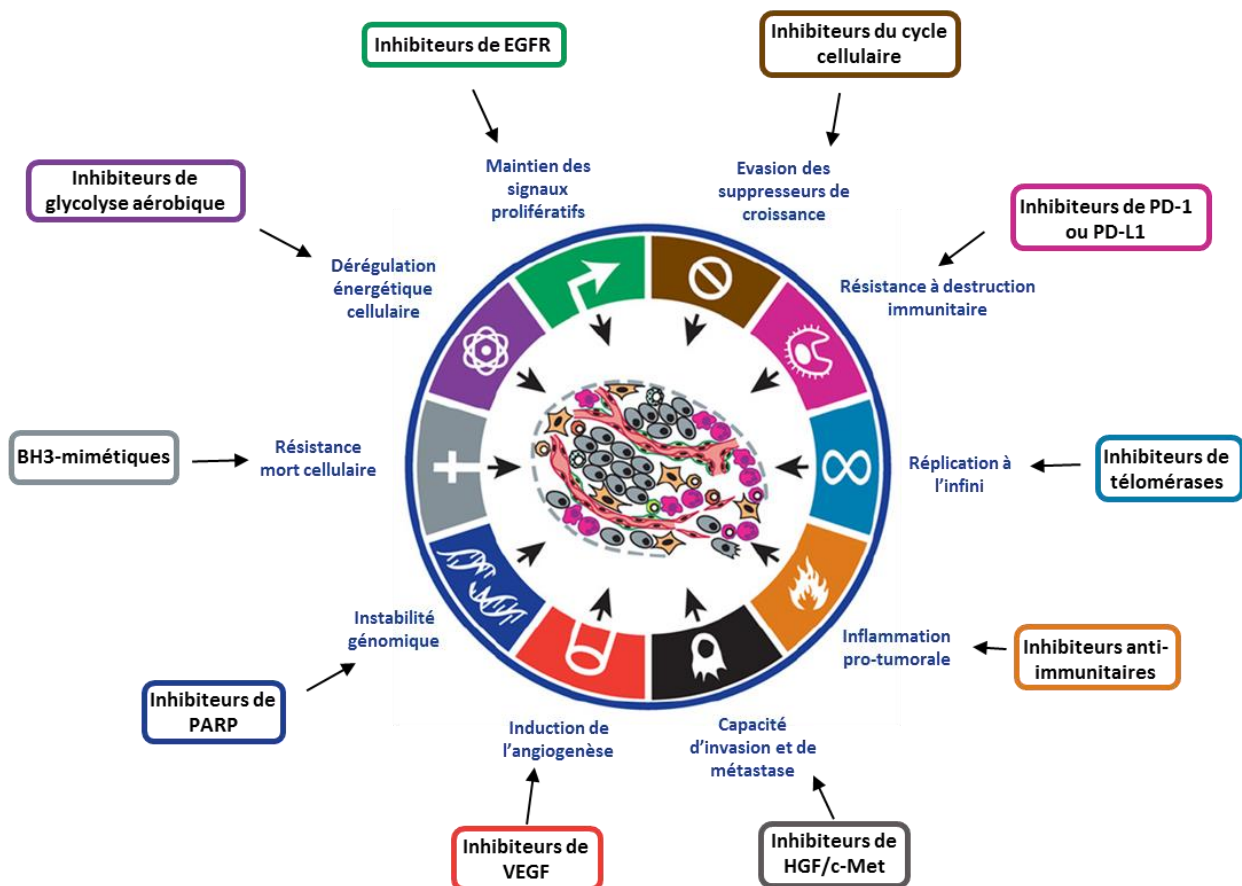 Inhibiteurs de EGFR
Inhibiteurs du cycle
cellulaire
Maintien des
signaux
prolifératifs
Evasion des
suppresseurs de
croissance
Inhibiteurs de
glycolyse aérobique
Inhibiteurs de PD-1
ou PD-L1
Dérégulation
énergétique
cellulaire
Résistance à destruction
immunitaire
BH3-mimétiques
Résistance
mort cellulaire
Réplication à
l’infini
Inhibiteurs de
télomérases
Instabilité
génomique
Inflammation
pro-tumorale
Inhibiteurs anti-
immunitaires
Inhibiteurs de
PARP
Induction de
l’angiogenèse
Capacité
d’invasion et de
métastase
Inhibiteurs de
VEGF
Inhibiteurs de
HGF/c-Met